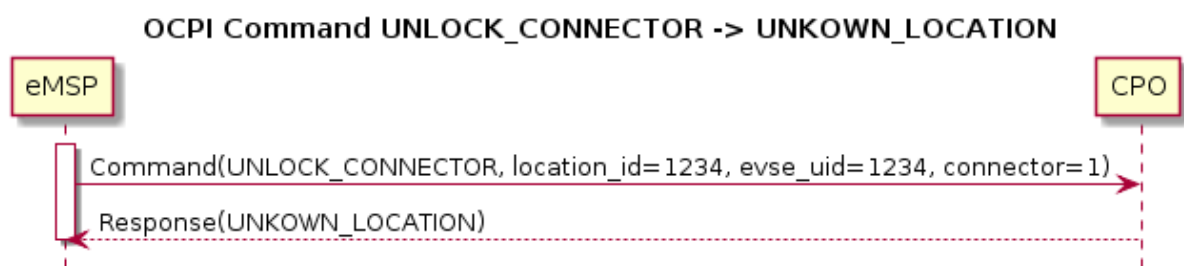 OCPI Command UNLOCK_CONNECTOR -> UNKOWN_LOCATION
eMSP
CPO
Command(UNLOCK_CONNECTOR, location_id=1234, evse_uid=1234, connector=1)
Response(UNKOWN_LOCATION)